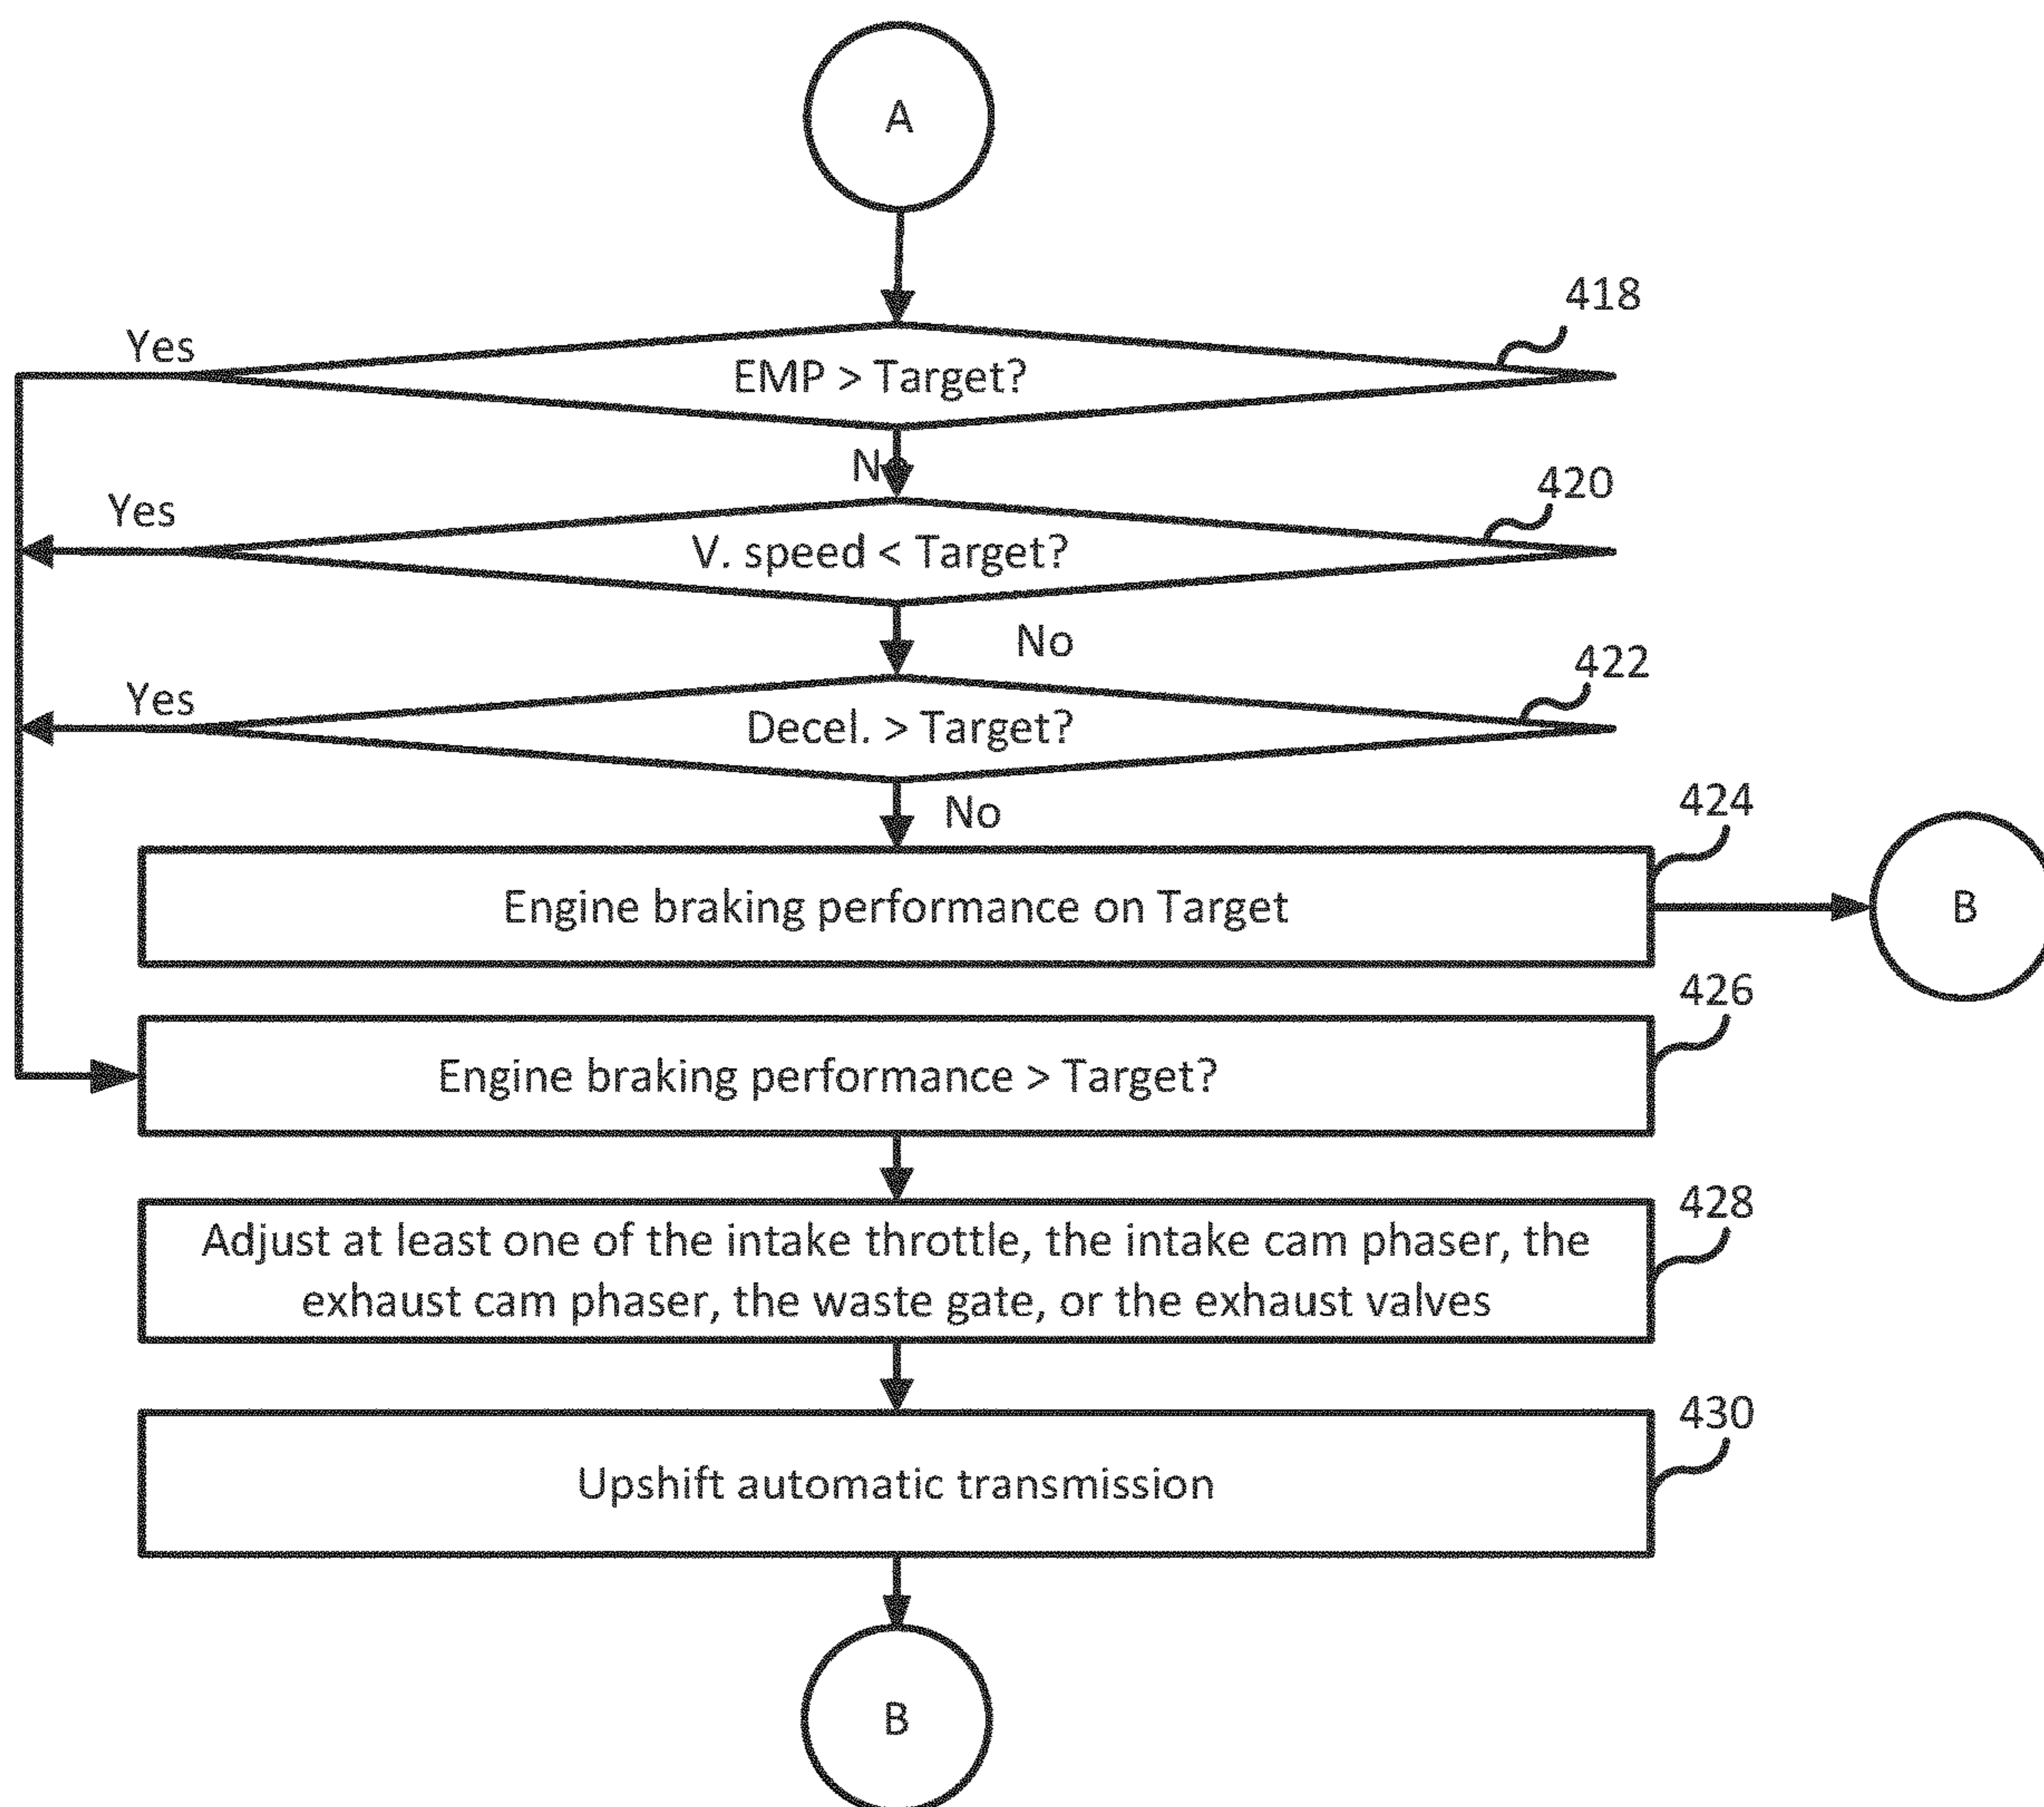 A
418
Yes
EMP > Target?
N
420
Yes
V. speed < Target?
No
422
Yes
Decel. > Target?
No
424
Engine braking performance on Target
B
426
Engine braking performance > Target?
428
Adjust at least one of the intake throttle, the intake cam phaser, the
exhaust cam phaser, the waste gate, or the exhaust valves
430
Upshift automatic transmission
B